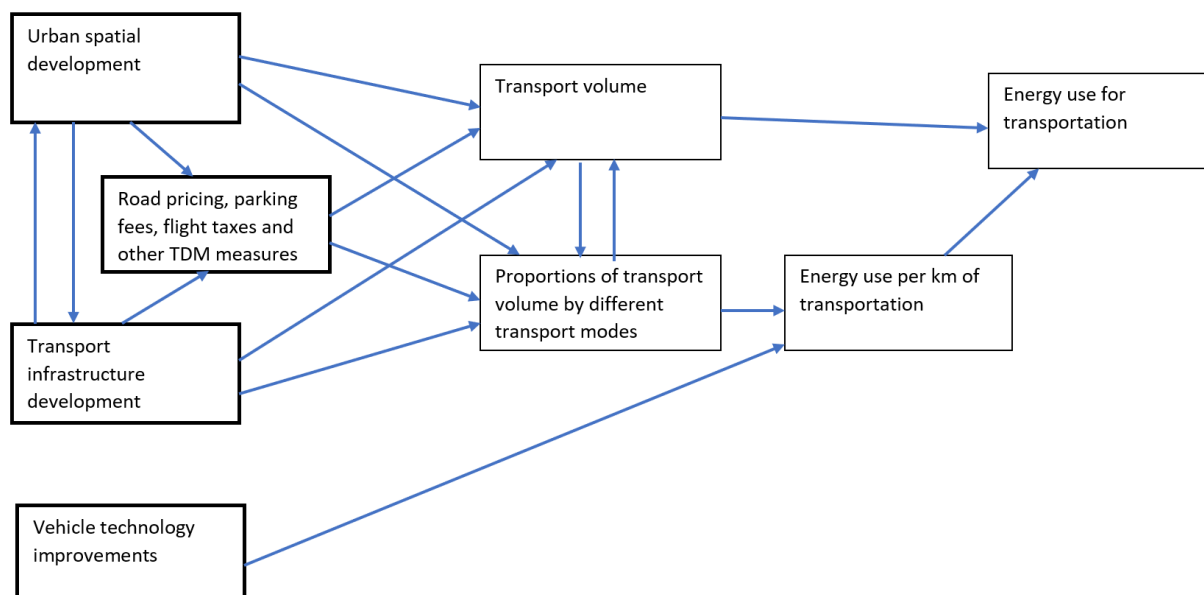 Urban spatial
development
Transport volume
Energy use for
transportation
Road pricing, parking
fees, flight taxes and
other TDM measures
Proportions of transport
volume by different
transport modes
Energy use per km of
transportation
Transport
infrastructure
development
Vehicle technology
improvements